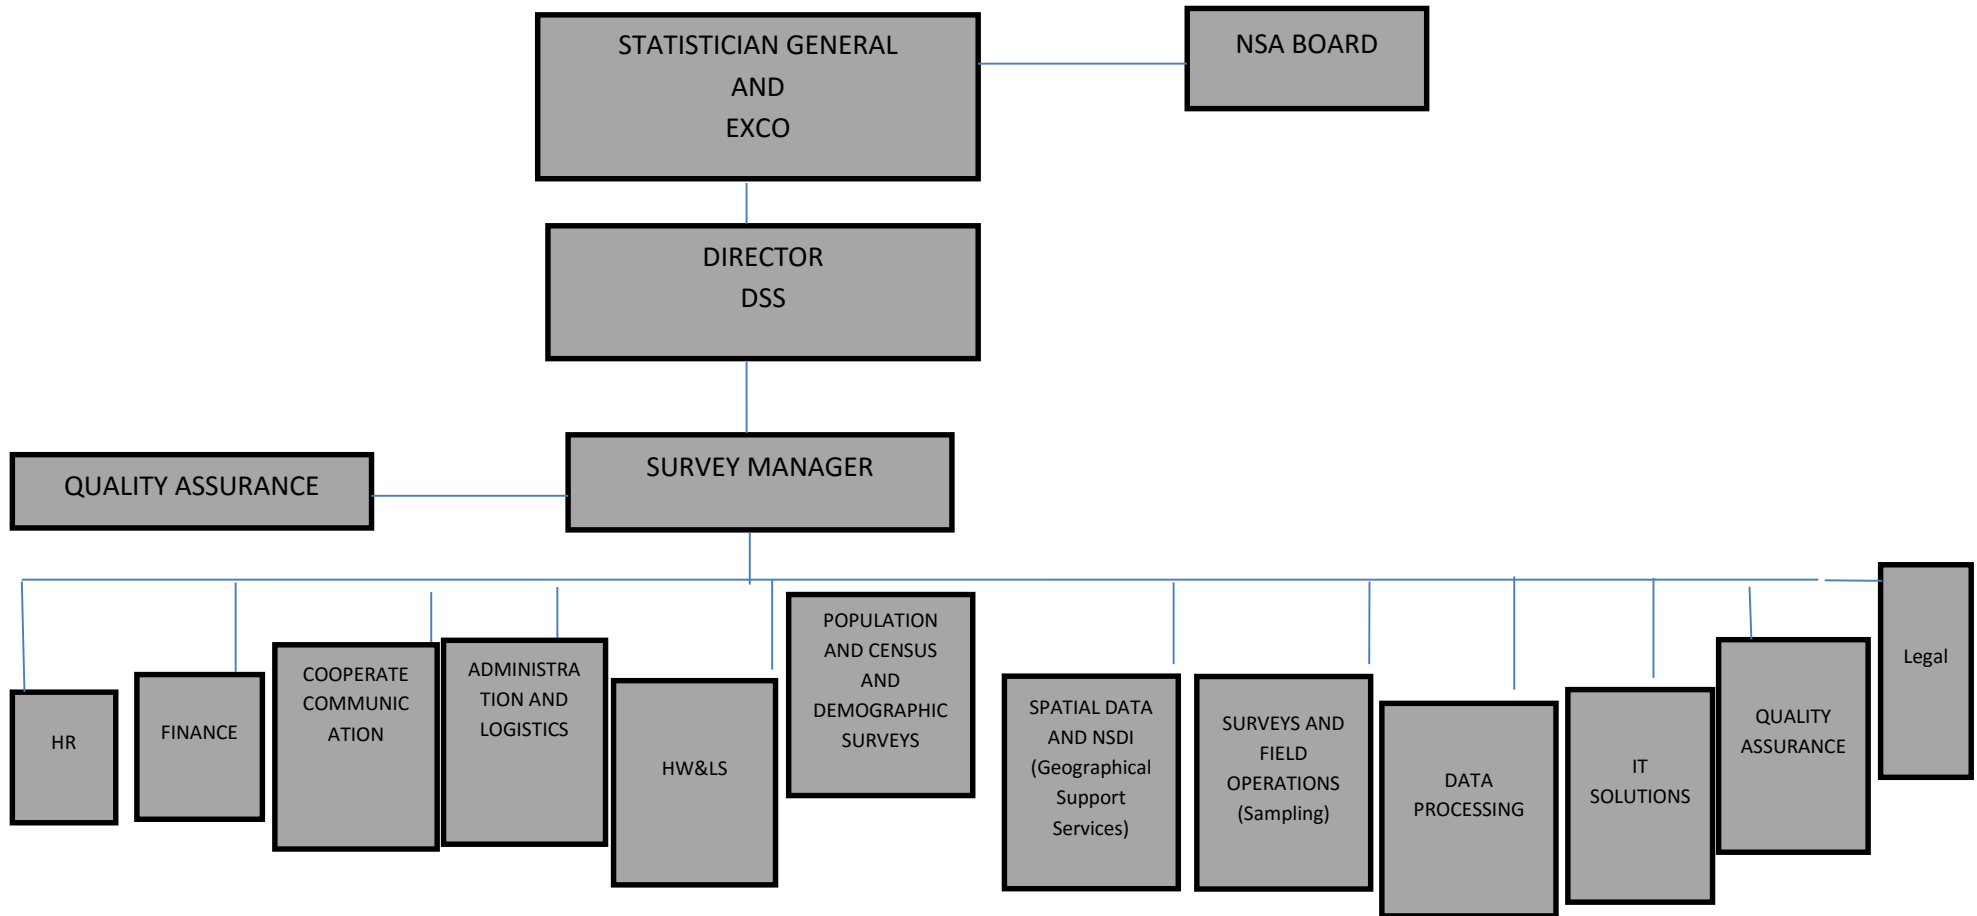 STATISTICIAN GENERAL
AND
EXCO
NSA BOARD
DIRECTOR
DSS
QUALITY ASSURANCE
SURVEY MANAGER
HR
FINANCE
COOPERATE
COMMUNIC
ATION
ADMINISTRA
TION AND
LOGISTICS
HW&LS
POPULATION
AND CENSUS
AND
DEMOGRAPHIC
SURVEYS
SPATIAL DATA
AND NSDI
(Geographical
Support
Services)
SURVEYS AND
FIELD
OPERATIONS
(Sampling)
DATA
PROCESSING
IT
SOLUTIONS
QUALITY
ASSURANCE
Legal